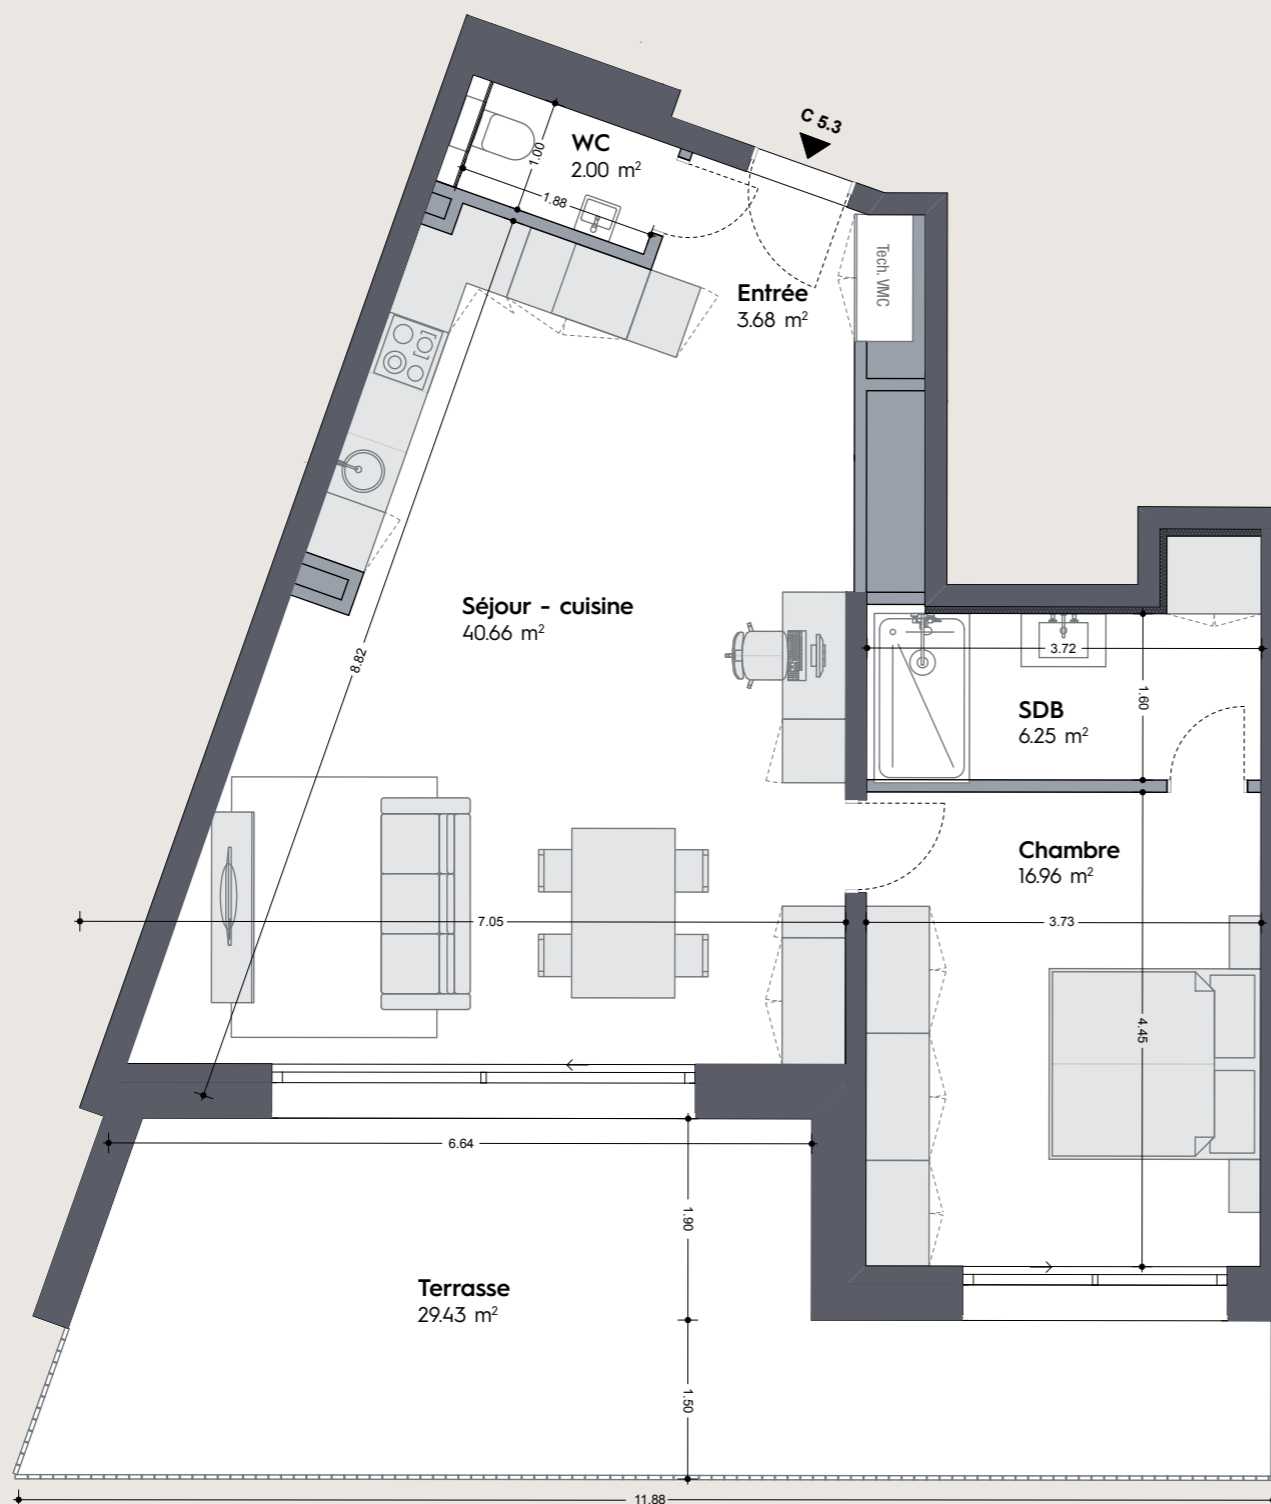 C 5.3
WC
2.00 m²
1.00
1.88
Tech. VMC
Entrée
3.68 m²
Séjour - cuisine
40.66 m²
8.82
3.72
1.60
SDB
6.25 m²
Chambre
16.96 m²
7.05
3.73
4.45
6.64
1.90
Terrasse
29.43 m²
1.50
11.88